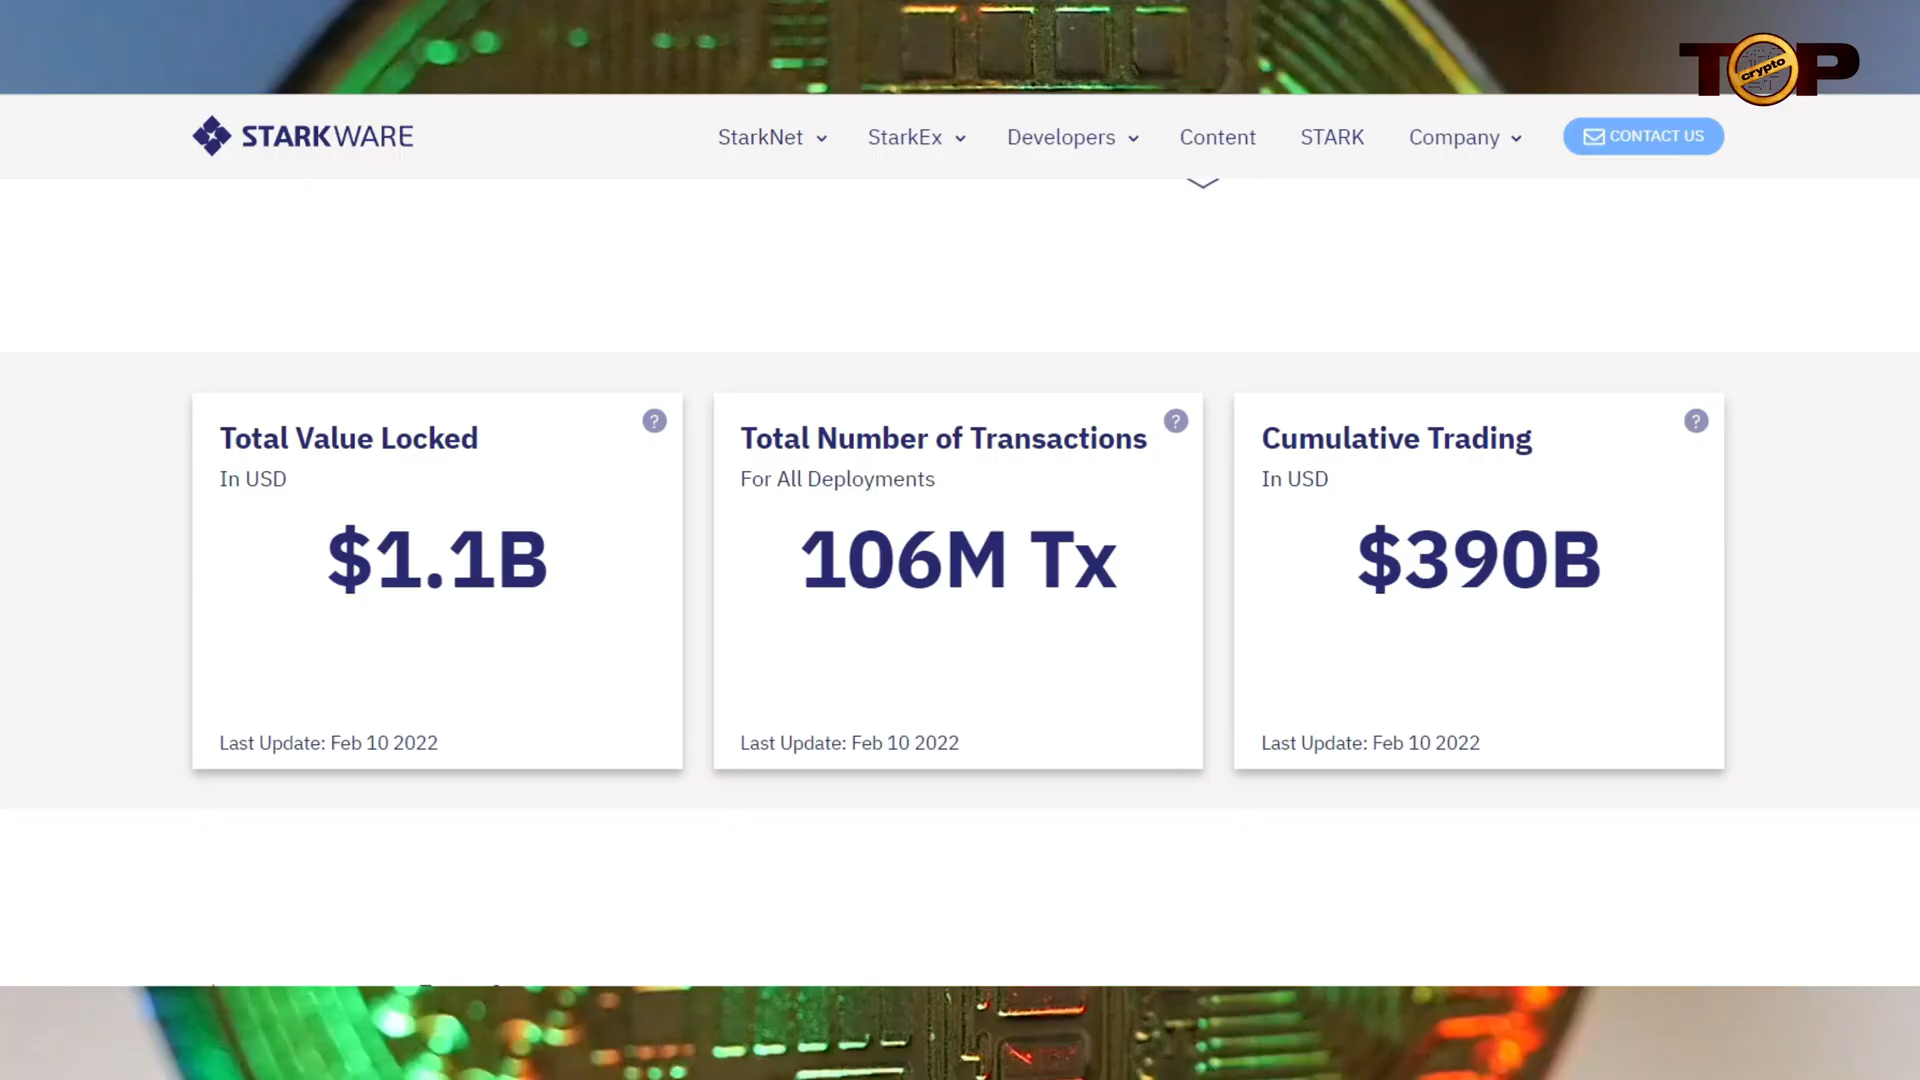 TOP
crypto
STARKWARE
StarkNet
StarkEx
Developers
Content
STARK
Company
CONTACT US
Total Value Locked
?
In USD
$1.1B
Last Update: Feb 10 2022
Total Number of Transactions
?
For All Deployments
106M Tx
Last Update: Feb 10 2022
Cumulative Trading
?
In USD
$390B
Last Update: Feb 10 2022